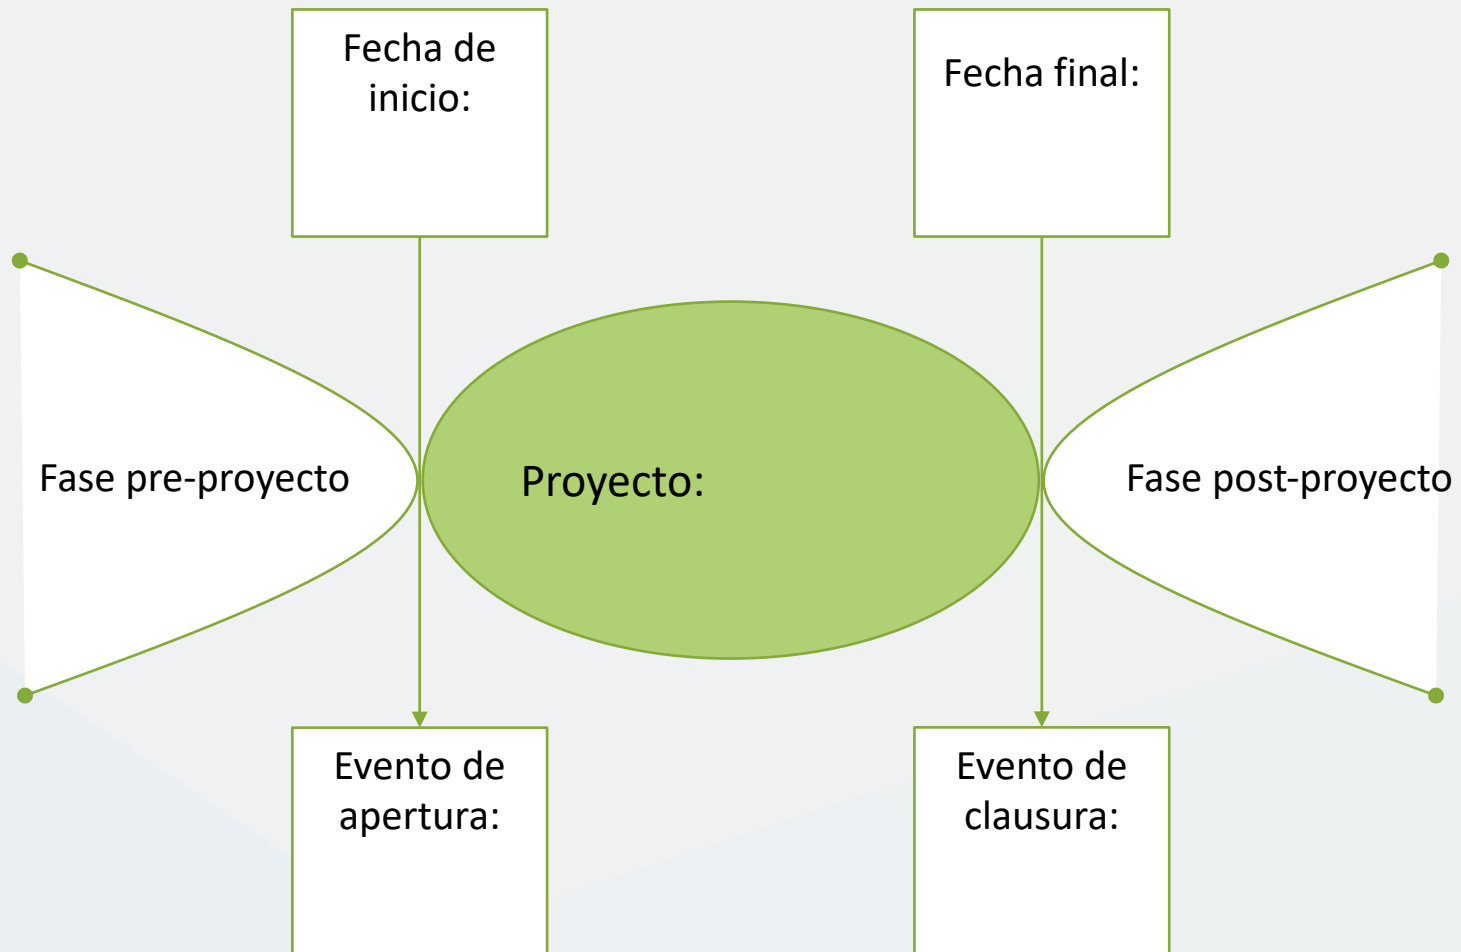 Fecha de
inicio:
Fecha final:
Fase pre-proyecto
Proyecto:
Fase post-proyecto
Evento de
apertura:
Evento de
clausura: